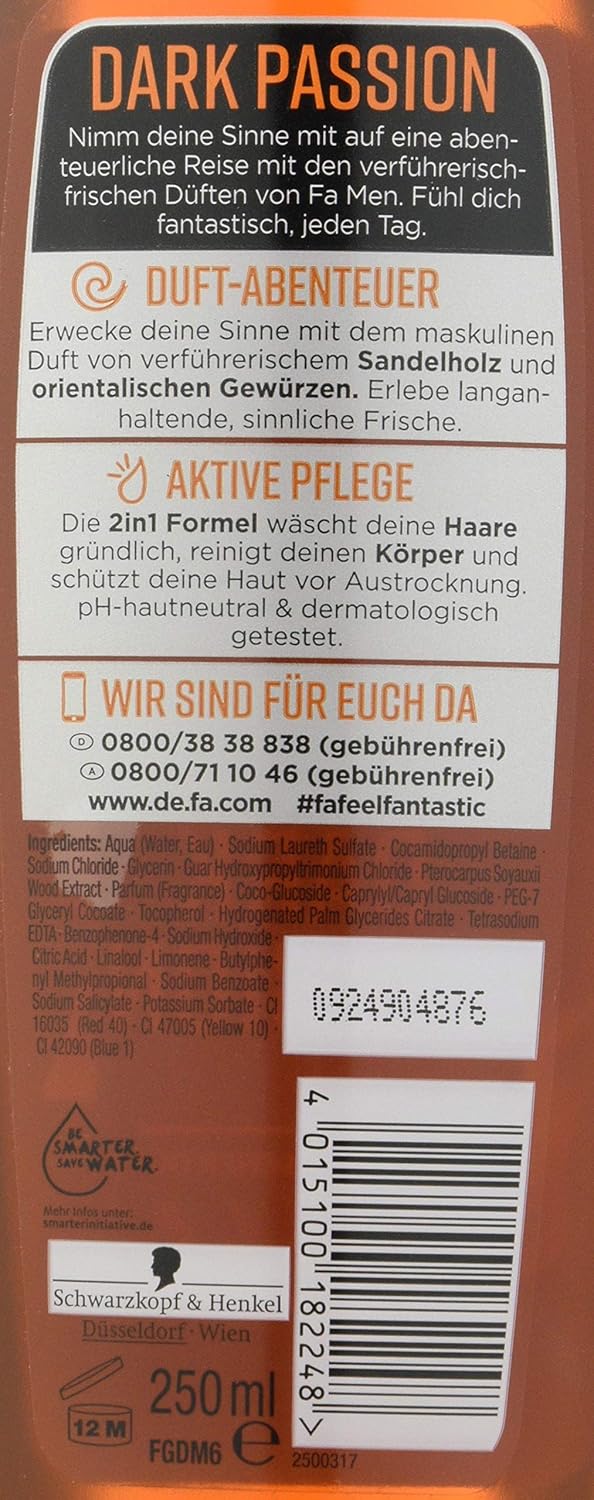 DARK PASSION
Nimm deine Sinne mit auf eine aben-
teuerliche Reise mit den verführerisch-
frischen Düften von Fa Men. Fühl dich
fantastisch, jeden Tag.
DUFT-ABENTEUER
Erwecke deine Sinne mit dem maskulinen
Duft von verführerischem Sandelholz und
orientalischen Gewürzen. Erlebe langan-
haltende, sinnliche Frische.
AKTIVE PFLEGE
Die 2in1 Formel wäscht deine Haare
gründlich, reinigt deinen Körper und
schützt deine Haut vor Austrocknung.
pH-hautneutral & dermatologisch
getestet.
WIR SIND FÜR EUCH DA
D 0800/38 38 838 (gebührenfrei)
A 0800/71 10 46 (gebührenfrei)
www.de.fa.com #fafeelfantastic
Ingredients: Aqua (Water, Eau) · Sodium Laureth Sulfate · Cocamidopropyl Betaine ·
Sodium Chloride · Glycerin · Guar Hydroxypropyltrimonium Chloride · Pterocarpus Soyauxii
Wood Extract · Parfum (Fragrance) · Coco-Glucoside · Caprylyl/Capryl Glucoside · PEG-7
Glyceryl Cocoate · Tocopherol · Hydrogenated Palm Glycerides Citrate · Tetrasodium
EDTA · Benzophenone-4 · Sodium Hydroxide ·
Citric Acid · Linalool · Limonene · Butylphe-
nyl Methylpropional · Sodium Benzoate ·
Sodium Salicylate · Potassium Sorbate · CI
16035 (Red 40) · CI 47005 (Yellow 10) ·
CI 42090 (Blue 1)
0924904876
BE
SMARTER.
SAVE WATER.
Mehr Infos unter:
smarterinitiative.de
4 015100 182248 >
Schwarzkopf & Henkel
Düsseldorf · Wien
12 M
250 ml
FGDM6 e
2500317